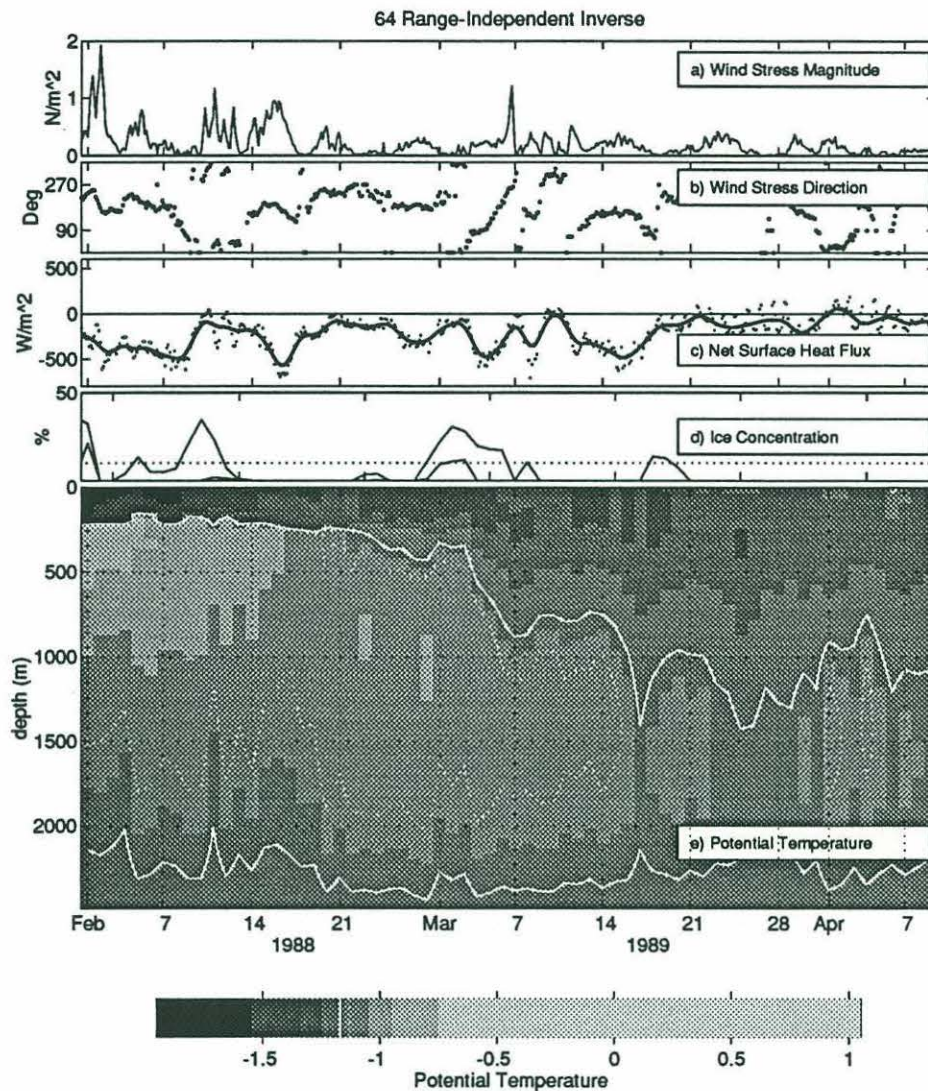 64 Range-Independent Inverse
2
1
0
N/m^2
a) Wind Stress Magnitude
270
90
Deg
b) Wind Stress Direction
500
0
-500
W/m^2
c) Net Surface Heat Flux
50
%
d) Ice Concentration
0
500
1000
1500
2000
depth (m)
e) Potential Temperature
Feb 7 14 21 Mar 7 14 21 28 Apr 7
1988 1989
-1.5 -1 -0.5 0 0.5 1
Potential Temperature